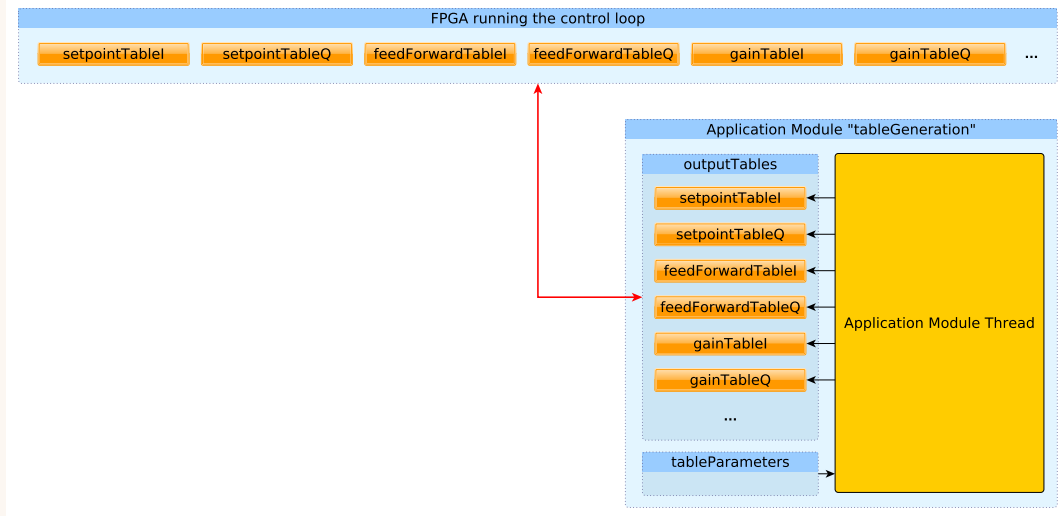 FPGA running the control loop
setpointTableI setpointTableQ feedForwardTableI feedForwardTableQ gainTableI gainTableQ ...
Application Module "tableGeneration"
outputTables
setpointTableI
setpointTableQ
feedForwardTableI
feedForwardTableQ
gainTableI
gainTableQ
...
tableParameters
Application Module Thread